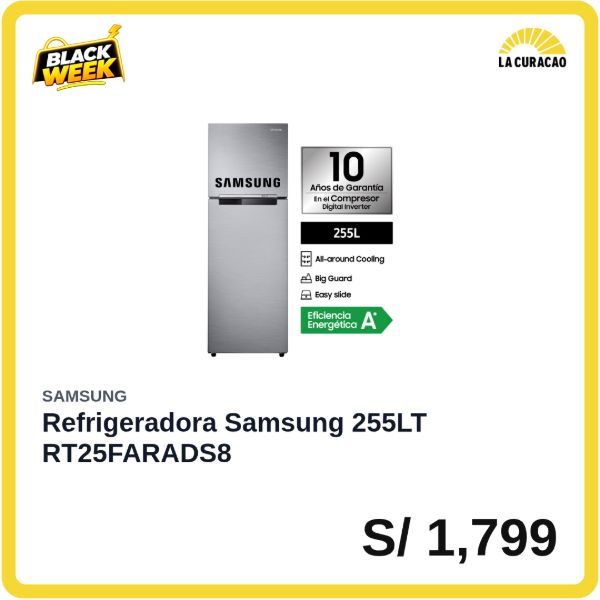 BLACK
WEEK
LA CURACAO
SAMSUNG
10
Años de Garantía
En el Compresor
Digital Inverter
255L
All-around Cooling
Big Guard
Easy slide
Eficiencia
Energética A*
SAMSUNG
Refrigeradora Samsung 255LT
RT25FARADS8
S/ 1,799